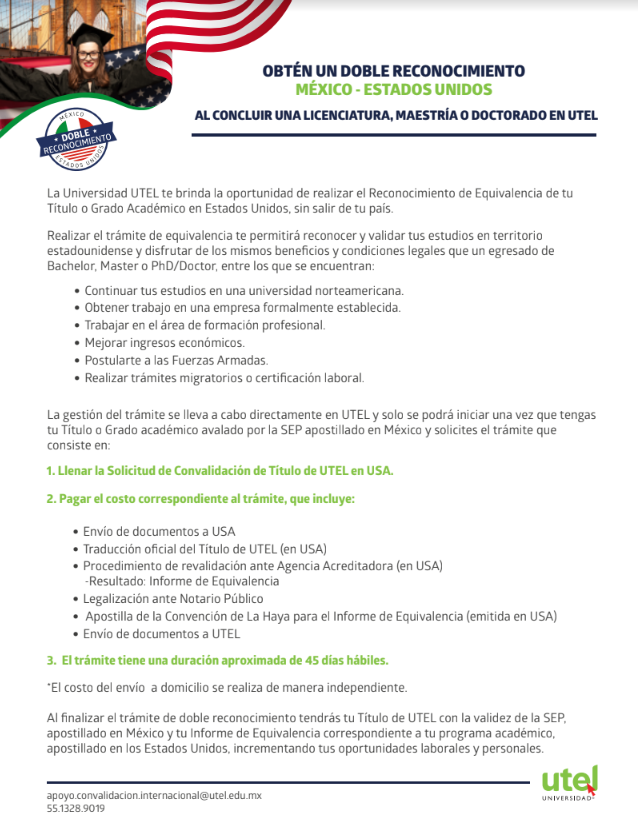 OBTÉN UN DOBLE RECONOCIMIENTO
MÉXICO - ESTADOS UNIDOS
AL CONCLUIR UNA LICENCIATURA, MAESTRÍA O DOCTORADO EN UTEL
MÉXICO
DOBLE
RECONOCIMIENTO
ESTADOS UNIDOS
La Universidad UTEL te brinda la oportunidad de realizar el Reconocimiento de Equivalencia de tu
Título o Grado Académico en Estados Unidos, sin salir de tu país.
Realizar el trámite de equivalencia te permitirá reconocer y validar tus estudios en territorio
estadounidense y disfrutar de los mismos beneficios y condiciones legales que un egresado de
Bachelor, Master o PhD/Doctor, entre los que se encuentran:
• Continuar tus estudios en una universidad norteamericana.
• Obtener trabajo en una empresa formalmente establecida.
• Trabajar en el área de formación profesional.
• Mejorar ingresos económicos.
• Postularte a las Fuerzas Armadas.
• Realizar trámites migratorios o certificación laboral.
La gestión del trámite se lleva a cabo directamente en UTEL y solo se podrá iniciar una vez que tengas
tu Título o Grado académico avalado por la SEP apostillado en México y solicites el trámite que
consiste en:
1. Llenar la Solicitud de Convalidación de Título de UTEL en USA.
2. Pagar el costo correspondiente al trámite, que incluye:
• Envío de documentos a USA
• Traducción oficial del Título de UTEL (en USA)
• Procedimiento de revalidación ante Agencia Acreditadora (en USA)
-Resultado: Informe de Equivalencia
• Legalización ante Notario Público
• Apostilla de la Convención de La Haya para el Informe de Equivalencia (emitida en USA)
• Envío de documentos a UTEL
3. El trámite tiene una duración aproximada de 45 días hábiles.
*El costo del envío a domicilio se realiza de manera independiente.
Al finalizar el trámite de doble reconocimiento tendrás tu Título de UTEL con la validez de la SEP,
apostillado en México y tu Informe de Equivalencia correspondiente a tu programa académico,
apostillado en los Estados Unidos, incrementando tus oportunidades laborales y personales.
apoyo.convalidacion.internacional@utel.edu.mx
55.1328.9019
utel
UNIVERSIDAD